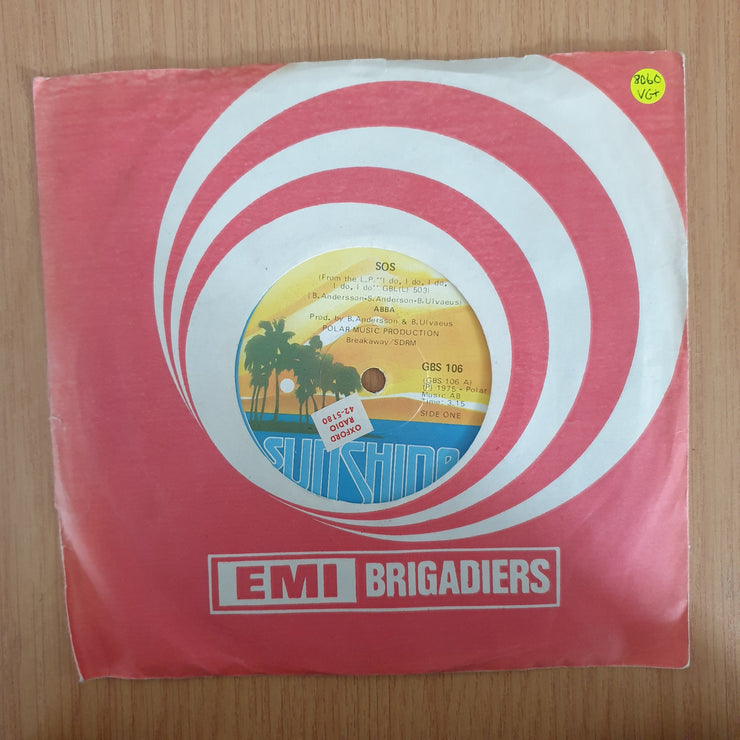 8060
VG+
SOS
(From the L.P. "I do, I do, I do,
I do, I do" GBL(L) 503)
(B.Andersson-S.Anderson-B.Ulvaeus)
ABBA
Prod. by B.Andersson & B.Ulvaeus
POLAR MUSIC PRODUCTION
Breakaway/SDRM
GBS 106
(GBS 106 A)
(P) 1975 - Polar
Music AB
Time: 3.15
SIDE ONE
OXFORD
RADIO
42-5180
SUNSHINE
EMI BRIGADIERS